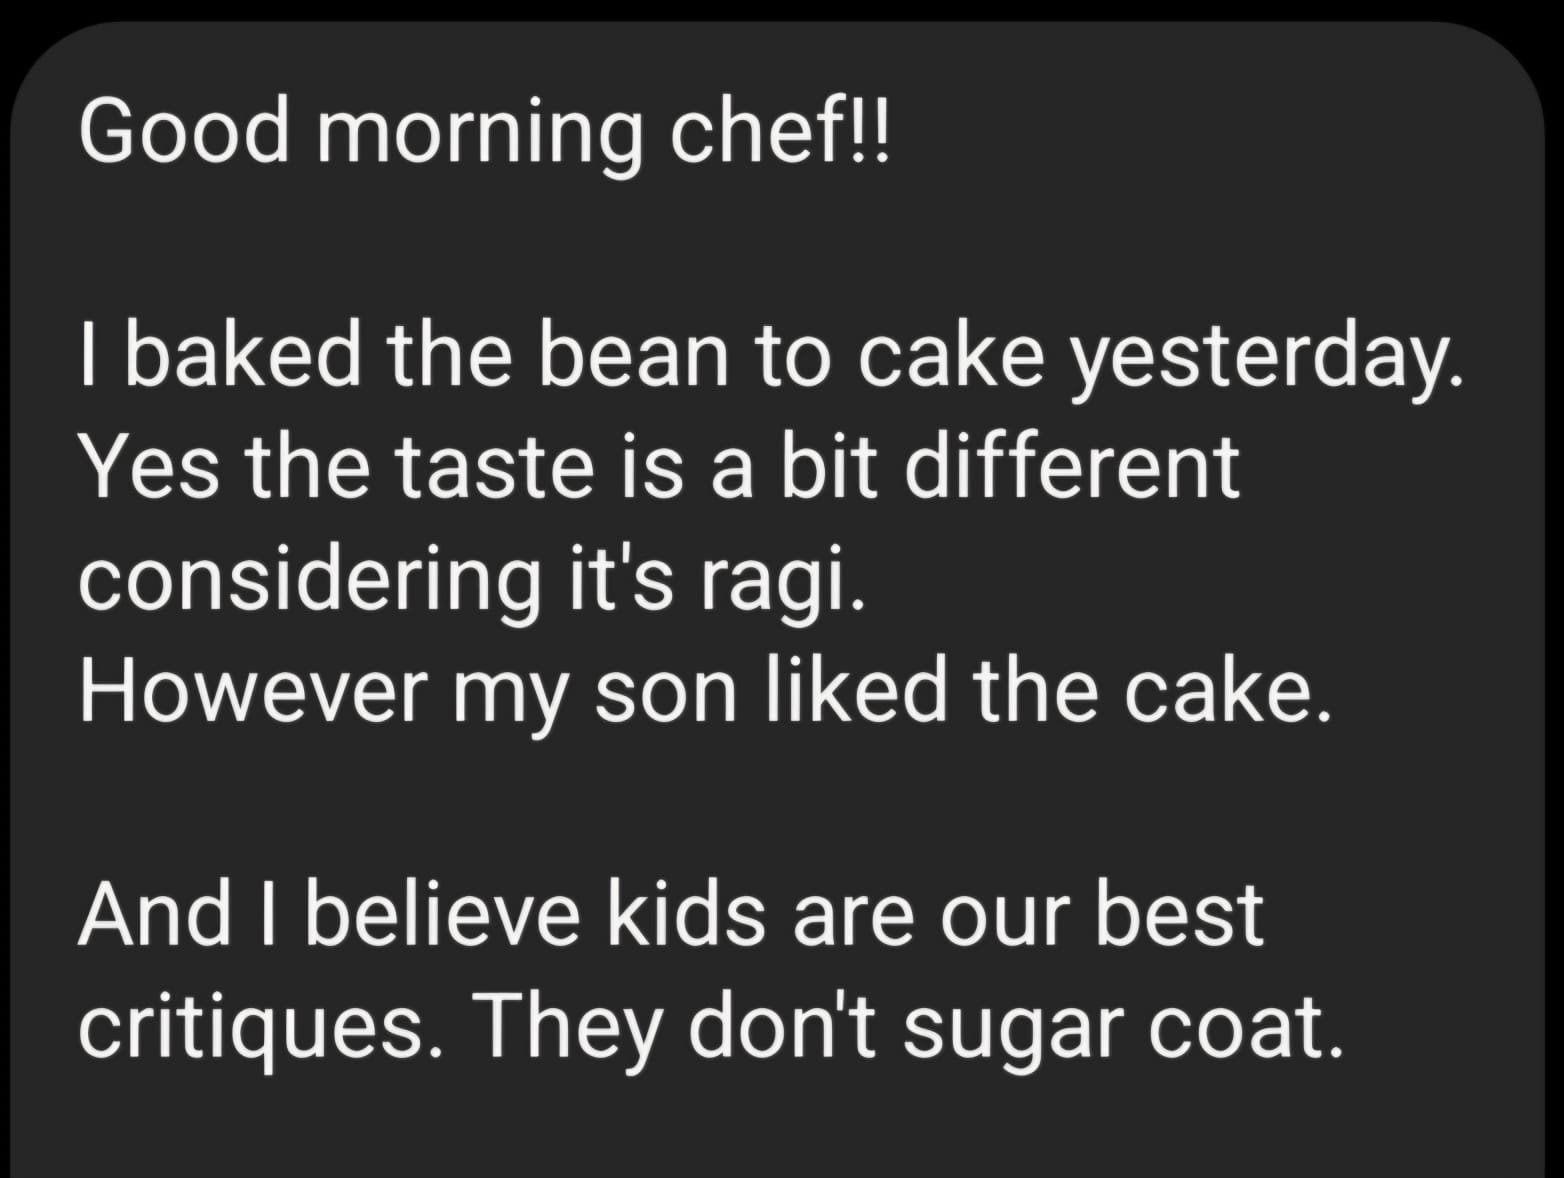 Good morning chef!!
I baked the bean to cake yesterday.
Yes the taste is a bit different
considering it's ragi.
However my son liked the cake.
And I believe kids are our best
critiques. They don't sugar coat.